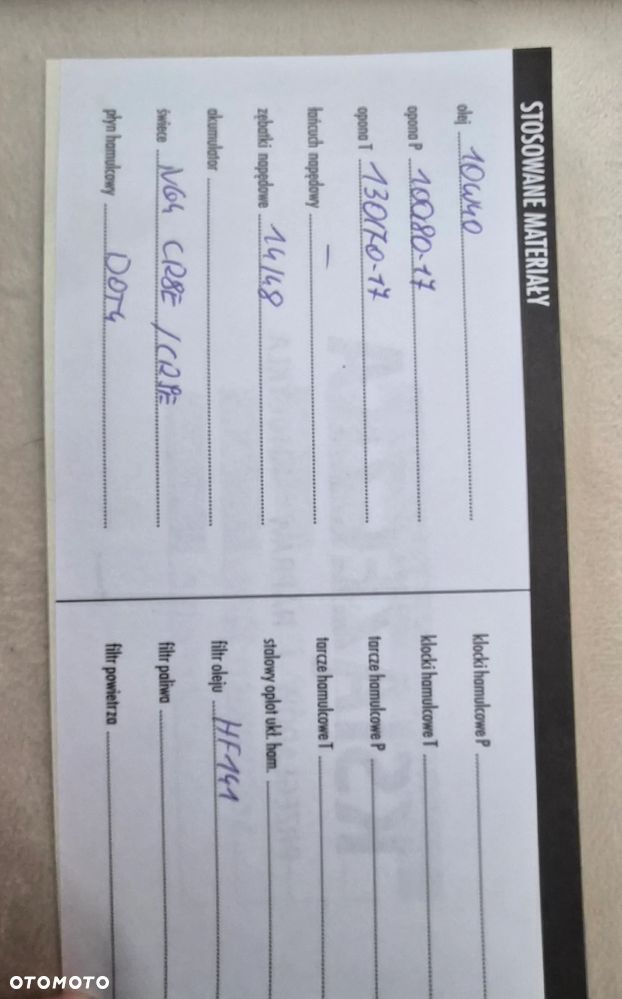 STOSOWANE MATERIAŁY
olej 10W40
opona P 100/80-17
opona T 130/70-17
łańcuch napędowy –
zębatki napędowe 14/48
akumulator
świece NGK CR8E / CR9E
płyn hamulcowy DOT4
klocki hamulcowe P
klocki hamulcowe T
tarcze hamulcowe P
tarcze hamulcowe T
stalowy oplot ukł. ham.
filtr oleju HF141
filtr paliwa
filtr powietrza
OTOMOTO